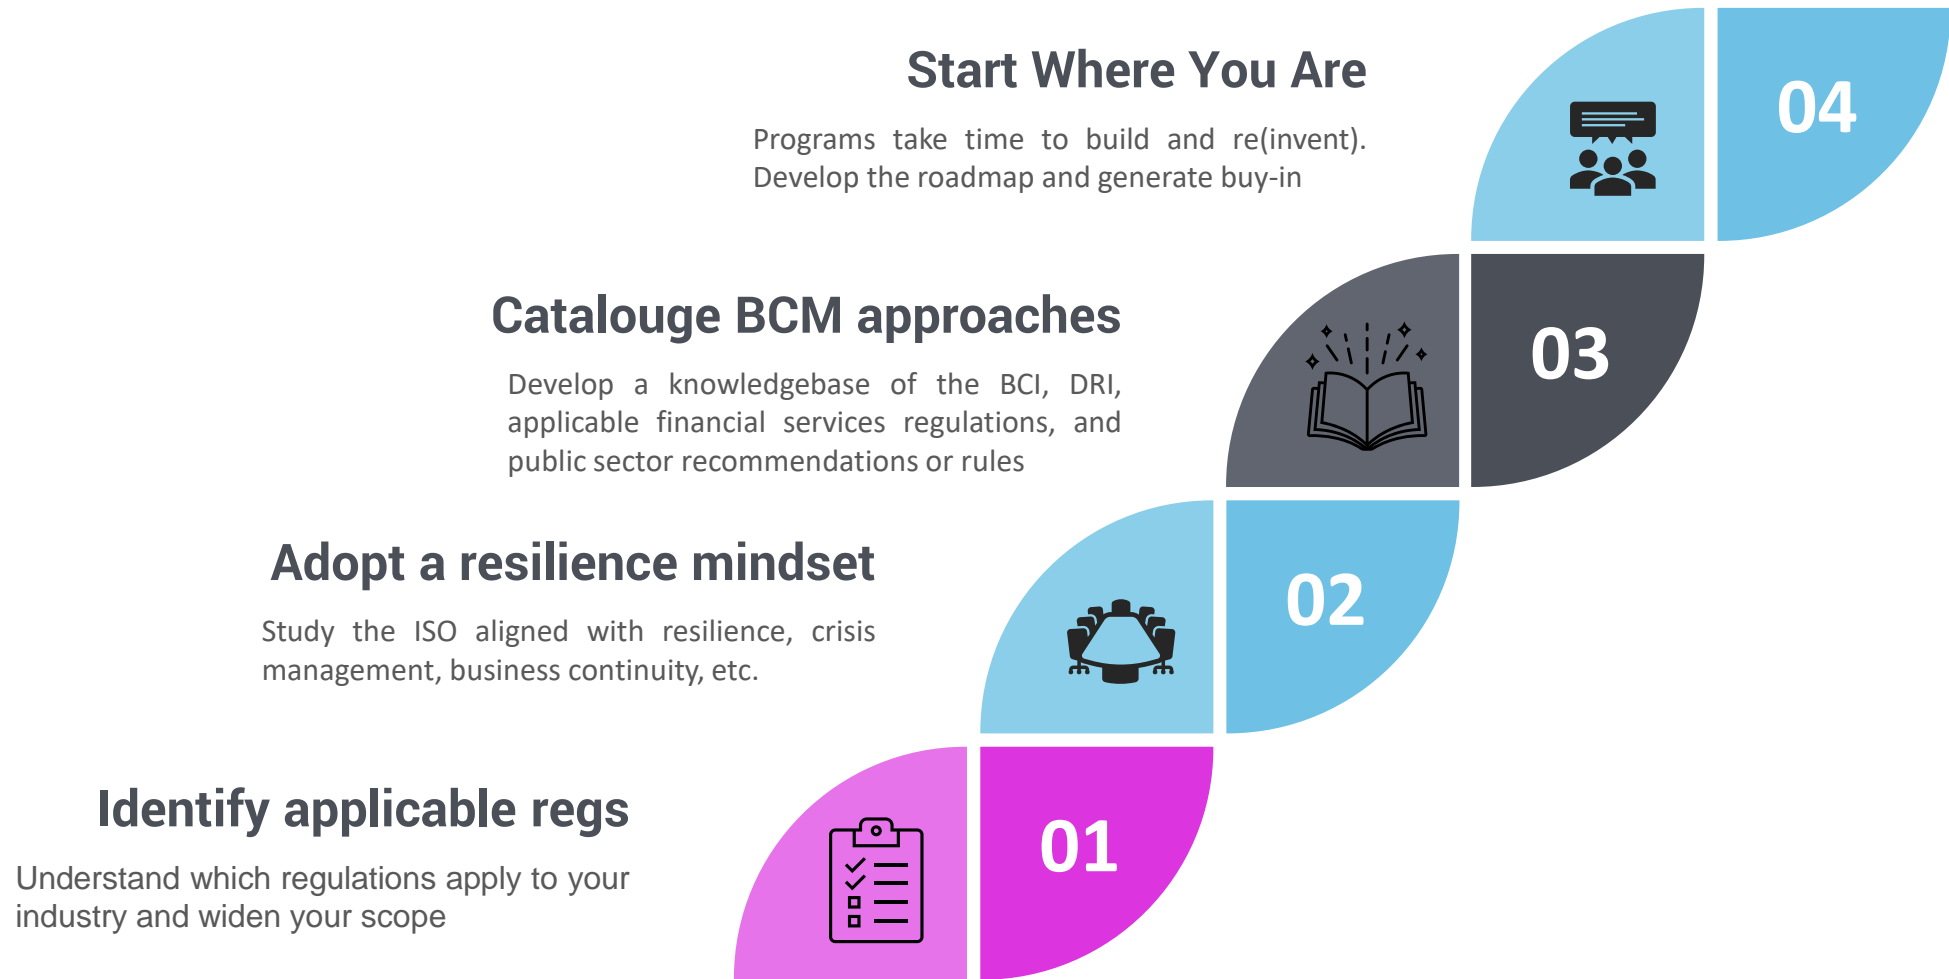 Start Where You Are
04
Programs take time to build and re(invent).
Develop the roadmap and generate buy-in
Catalouge BCM approaches
03
Develop a knowledgebase of the BCI, DRI,
applicable financial services regulations, and
public sector recommendations or rules
Adopt a resilience mindset
02
Study the ISO aligned with resilience, crisis
management, business continuity, etc.
Identify applicable regs
01
Understand which regulations apply to your
industry and widen your scope